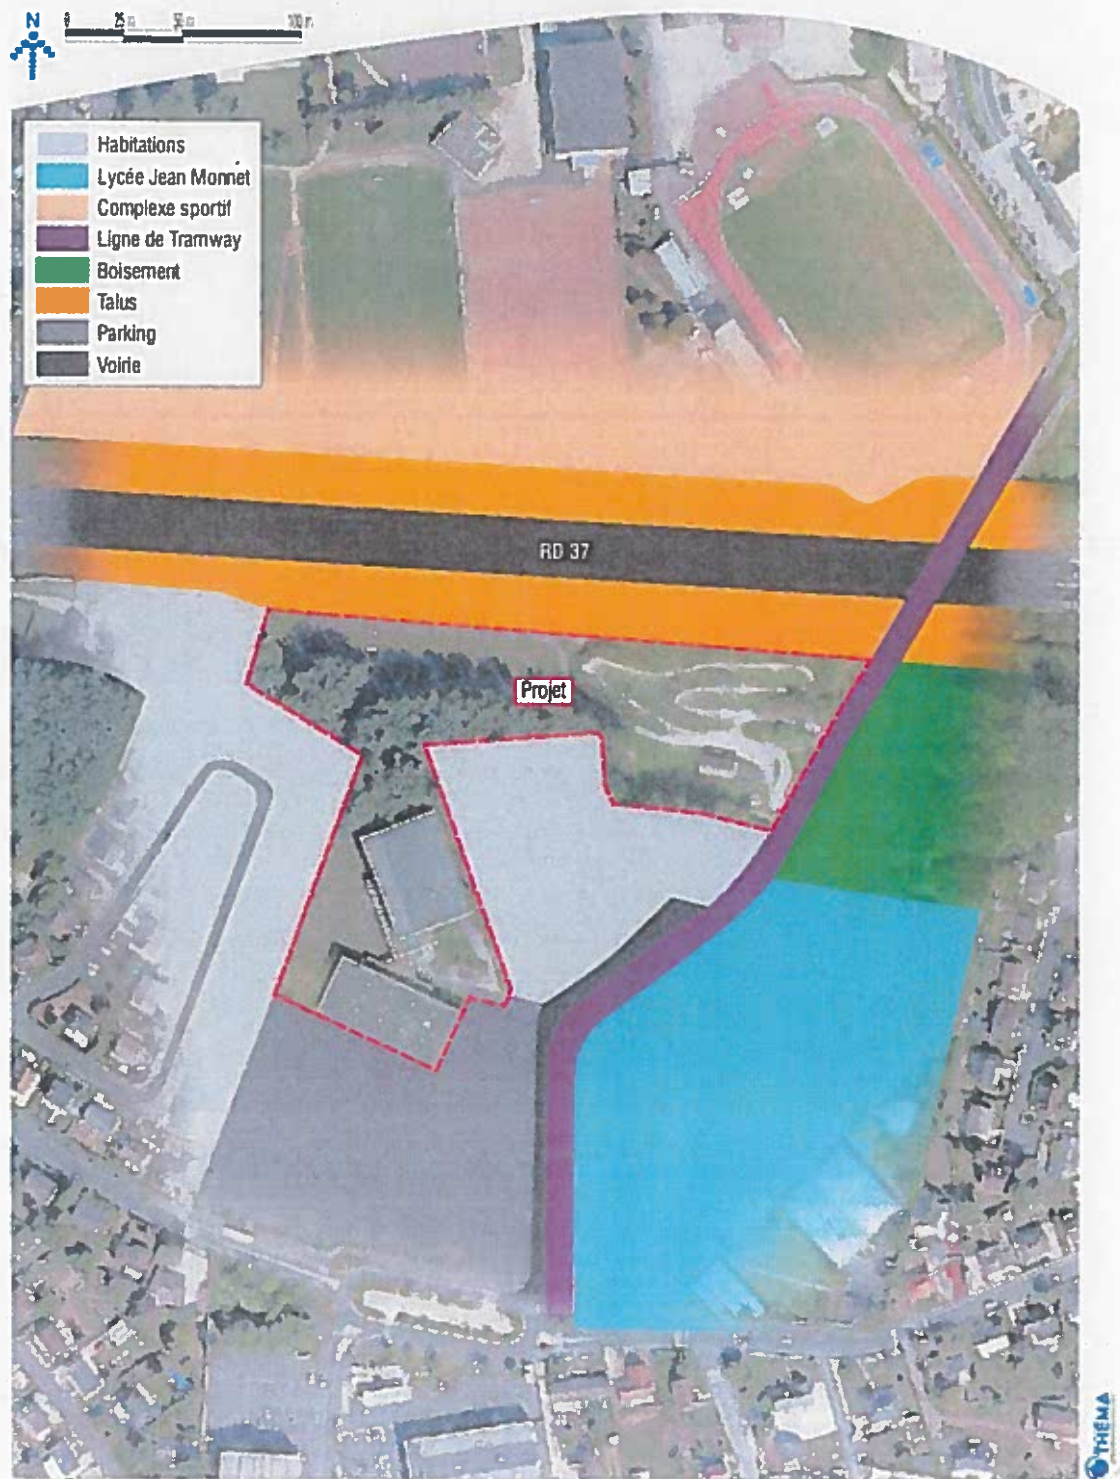 N
0 25 m 50 m 100 m
Habitations
Lycée Jean Monnet
Complexe sportif
Ligne de Tramway
Boisement
Talus
Parking
Voirie
RD 37
Projet
THEMA